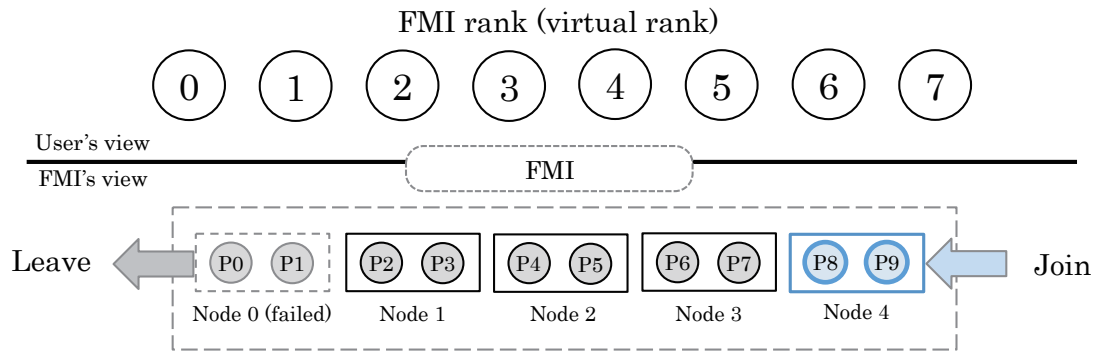 FMI rank (virtual rank)
0 1 2 3 4 5 6 7
User's view
FMI
FMI's view
Leave P0 P1 P2 P3 P4 P5 P6 P7 P8 P9 Join
Node 0 (failed) Node 1 Node 2 Node 3 Node 4